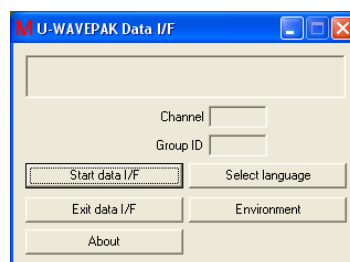 M U-WAVEPAK Data I/F
Channel
Group ID
Start data I/F Select language
Exit data I/F Environment
About